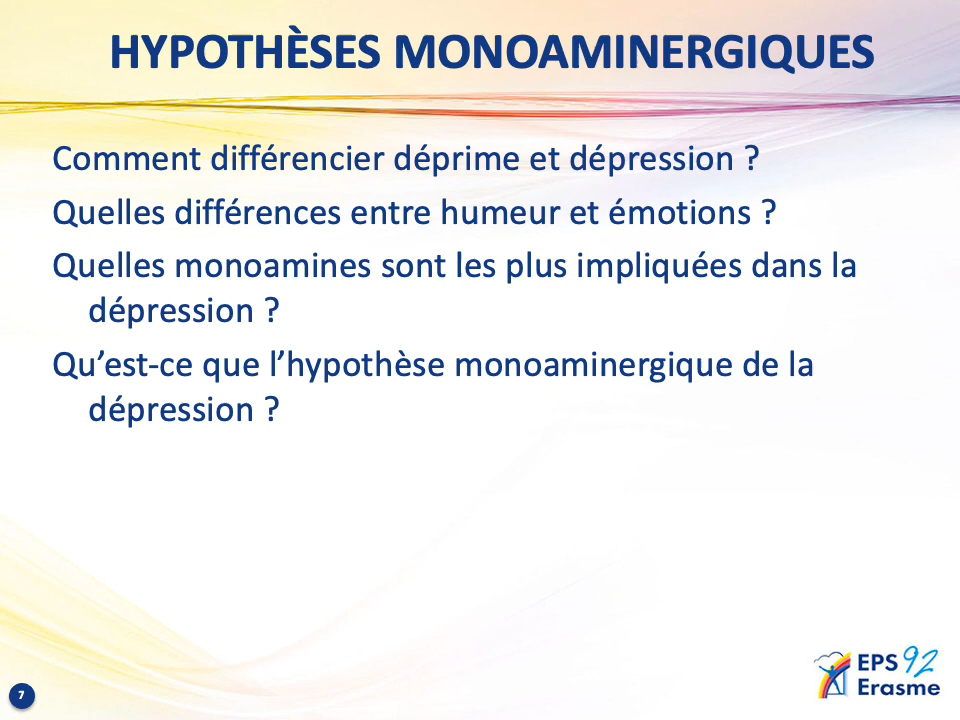 HYPOTHÈSES MONOAMINERGIQUES
Comment différencier déprime et dépression ?
Quelles différences entre humeur et émotions ?
Quelles monoamines sont les plus impliquées dans la
dépression ?
Qu’est-ce que l’hypothèse monoaminergique de la
dépression ?
7
EPS 92
Erasme